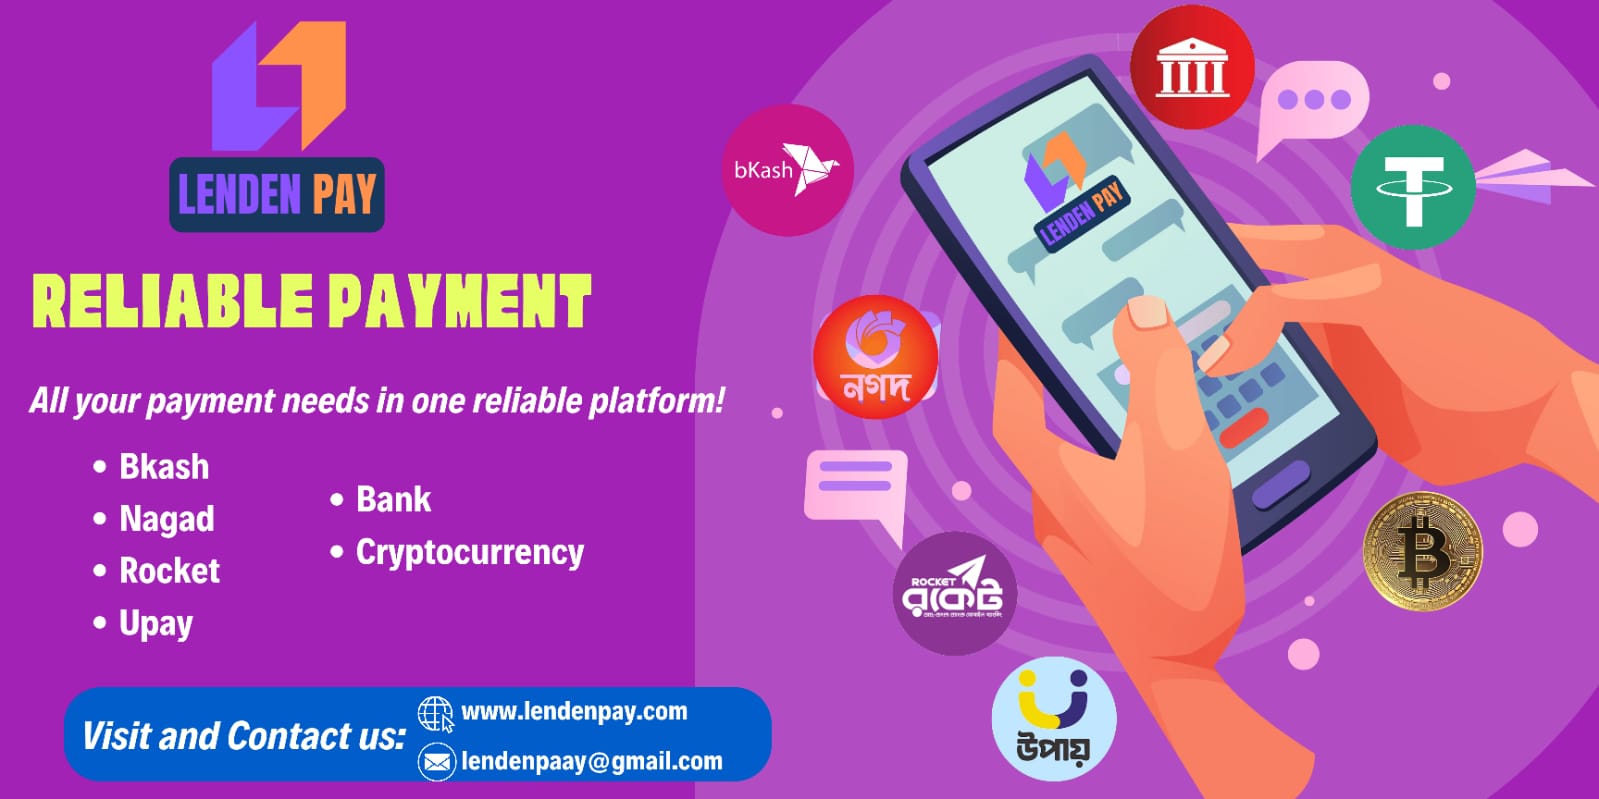 LENDEN PAY
RELIABLE PAYMENT
All your payment needs in one reliable platform!
• Bkash
• Nagad
• Rocket
• Upay
• Bank
• Cryptocurrency
Visit and Contact us:
www.lendenpay.com
lendenpaay@gmail.com
bKash
LENDEN PAY
নগদ
ROCKET
রকেট
উপায়